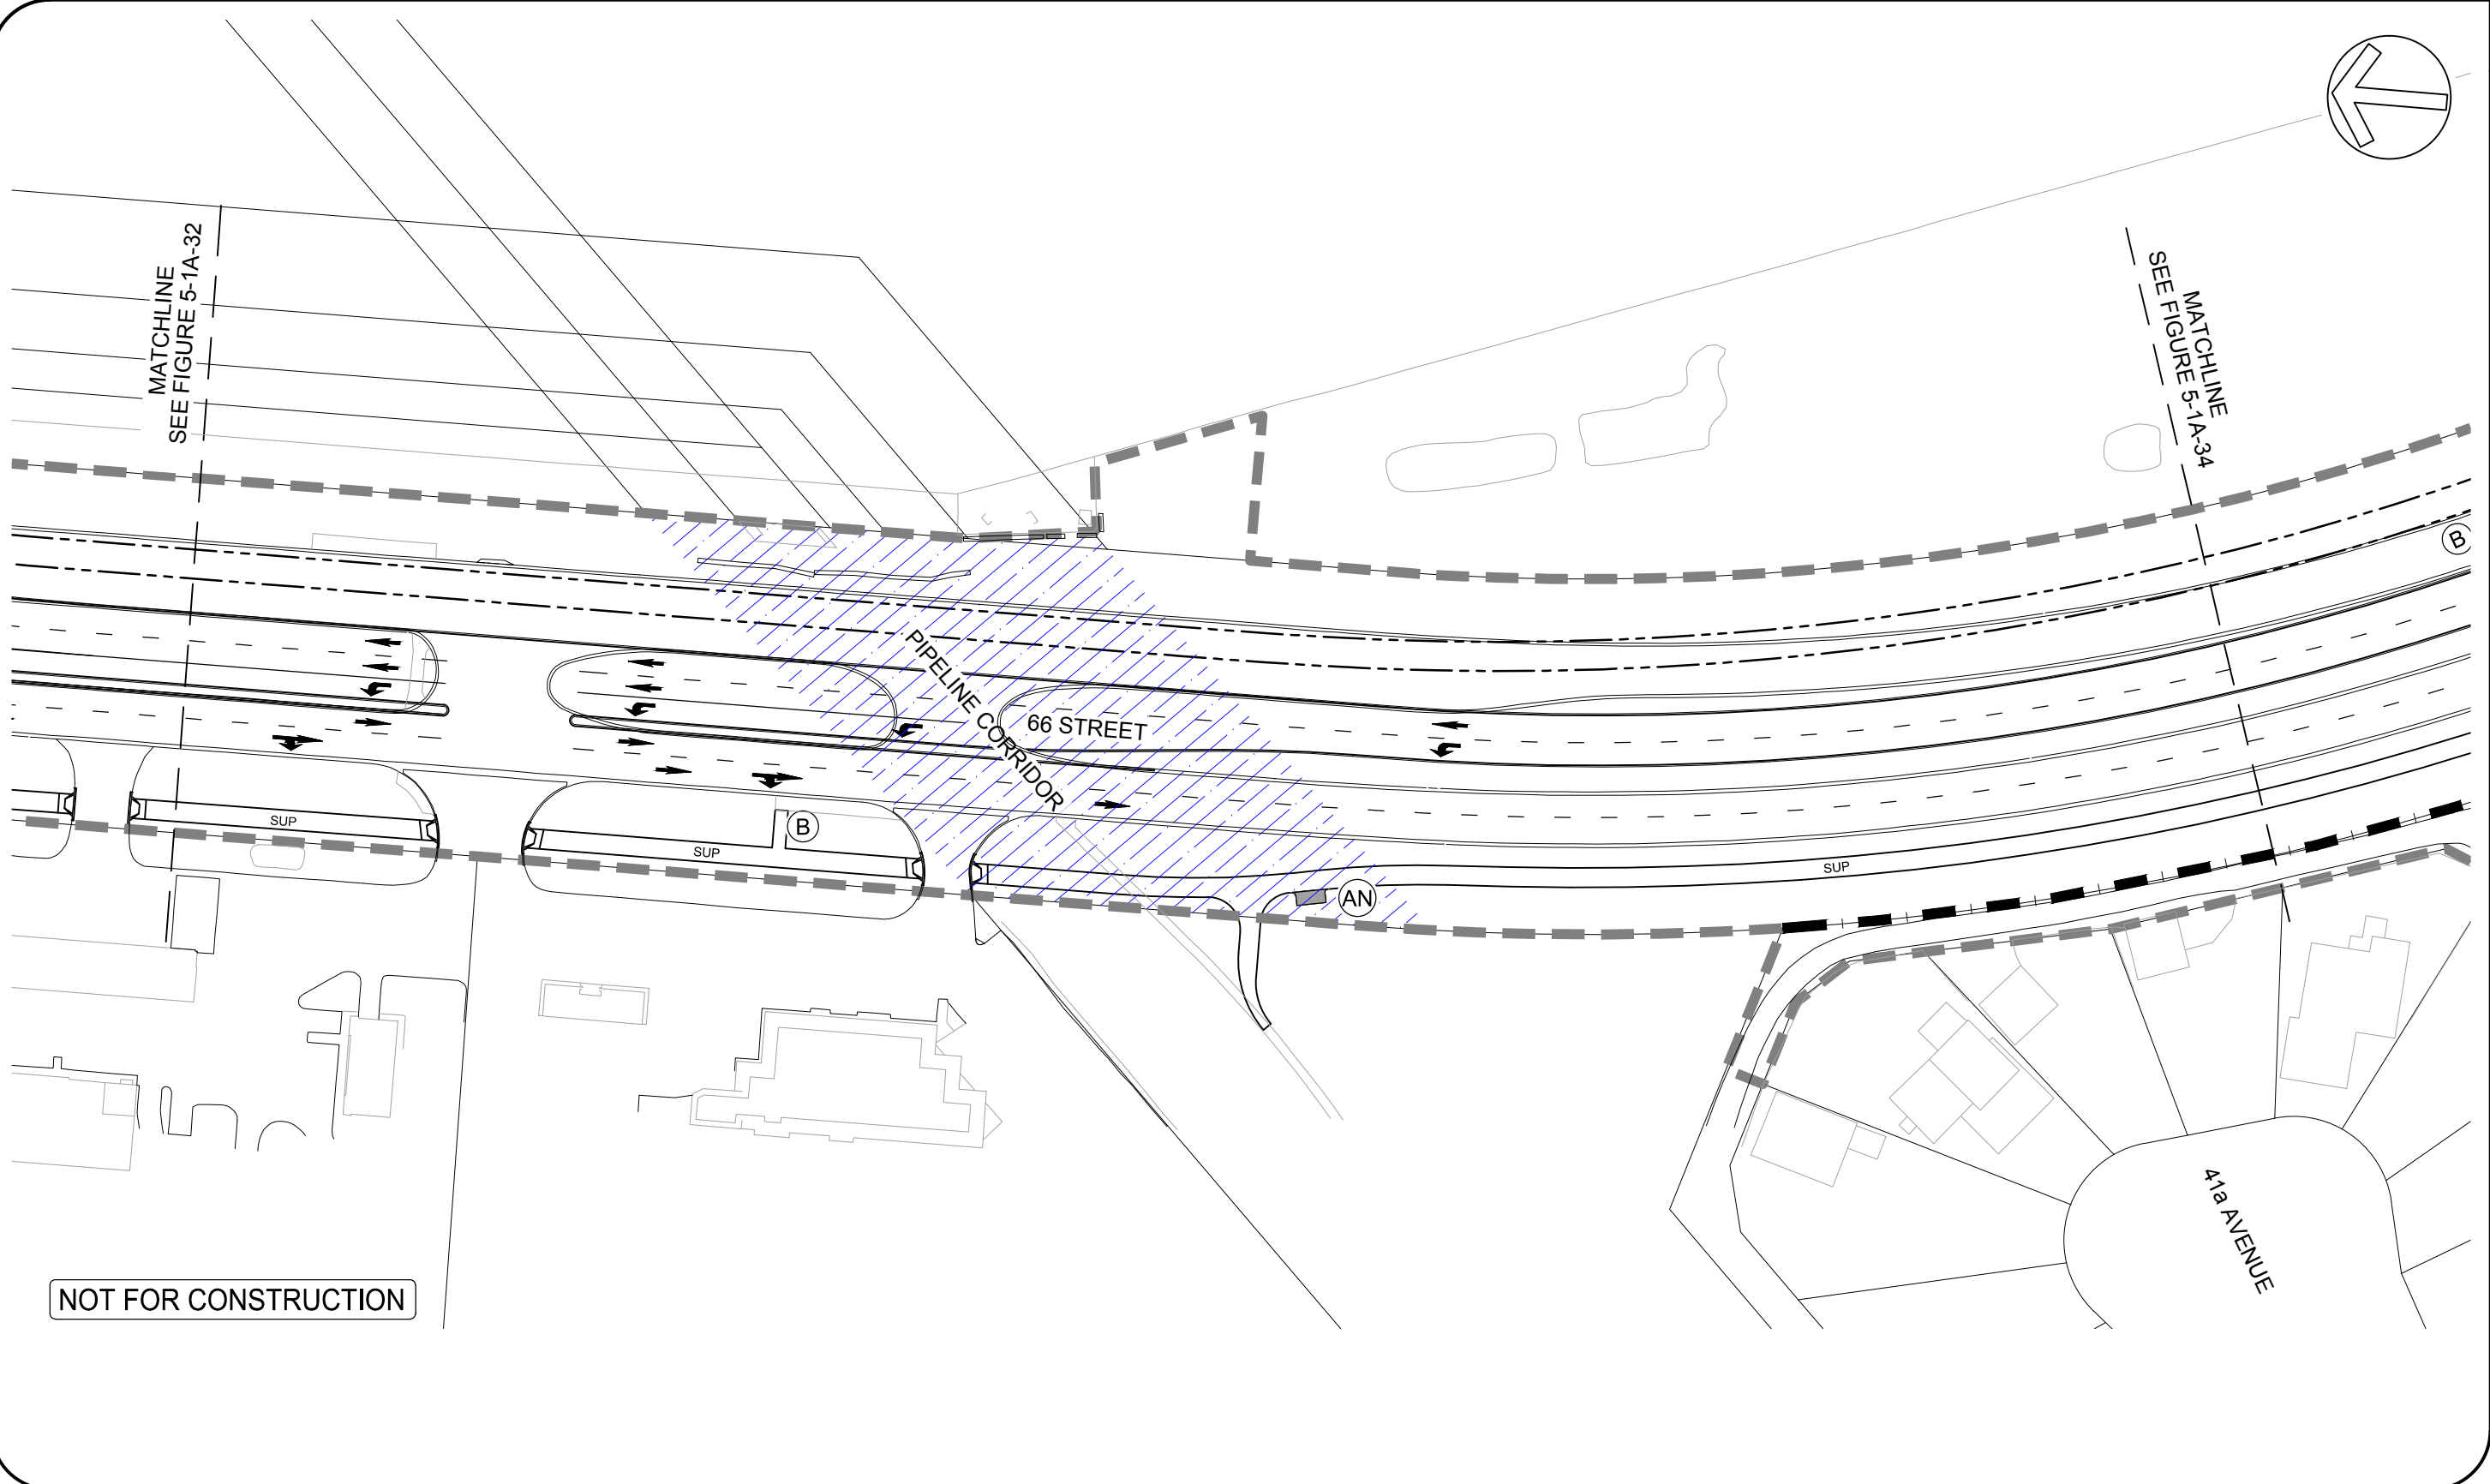 MATCHLINE
SEE FIGURE 5-1A-32
MATCHLINE
SEE FIGURE 5-1A-34
B
PIPELINE CORRIDOR
66 STREET
SUP
B
SUP
SUP
AN
41a AVENUE
NOT FOR CONSTRUCTION